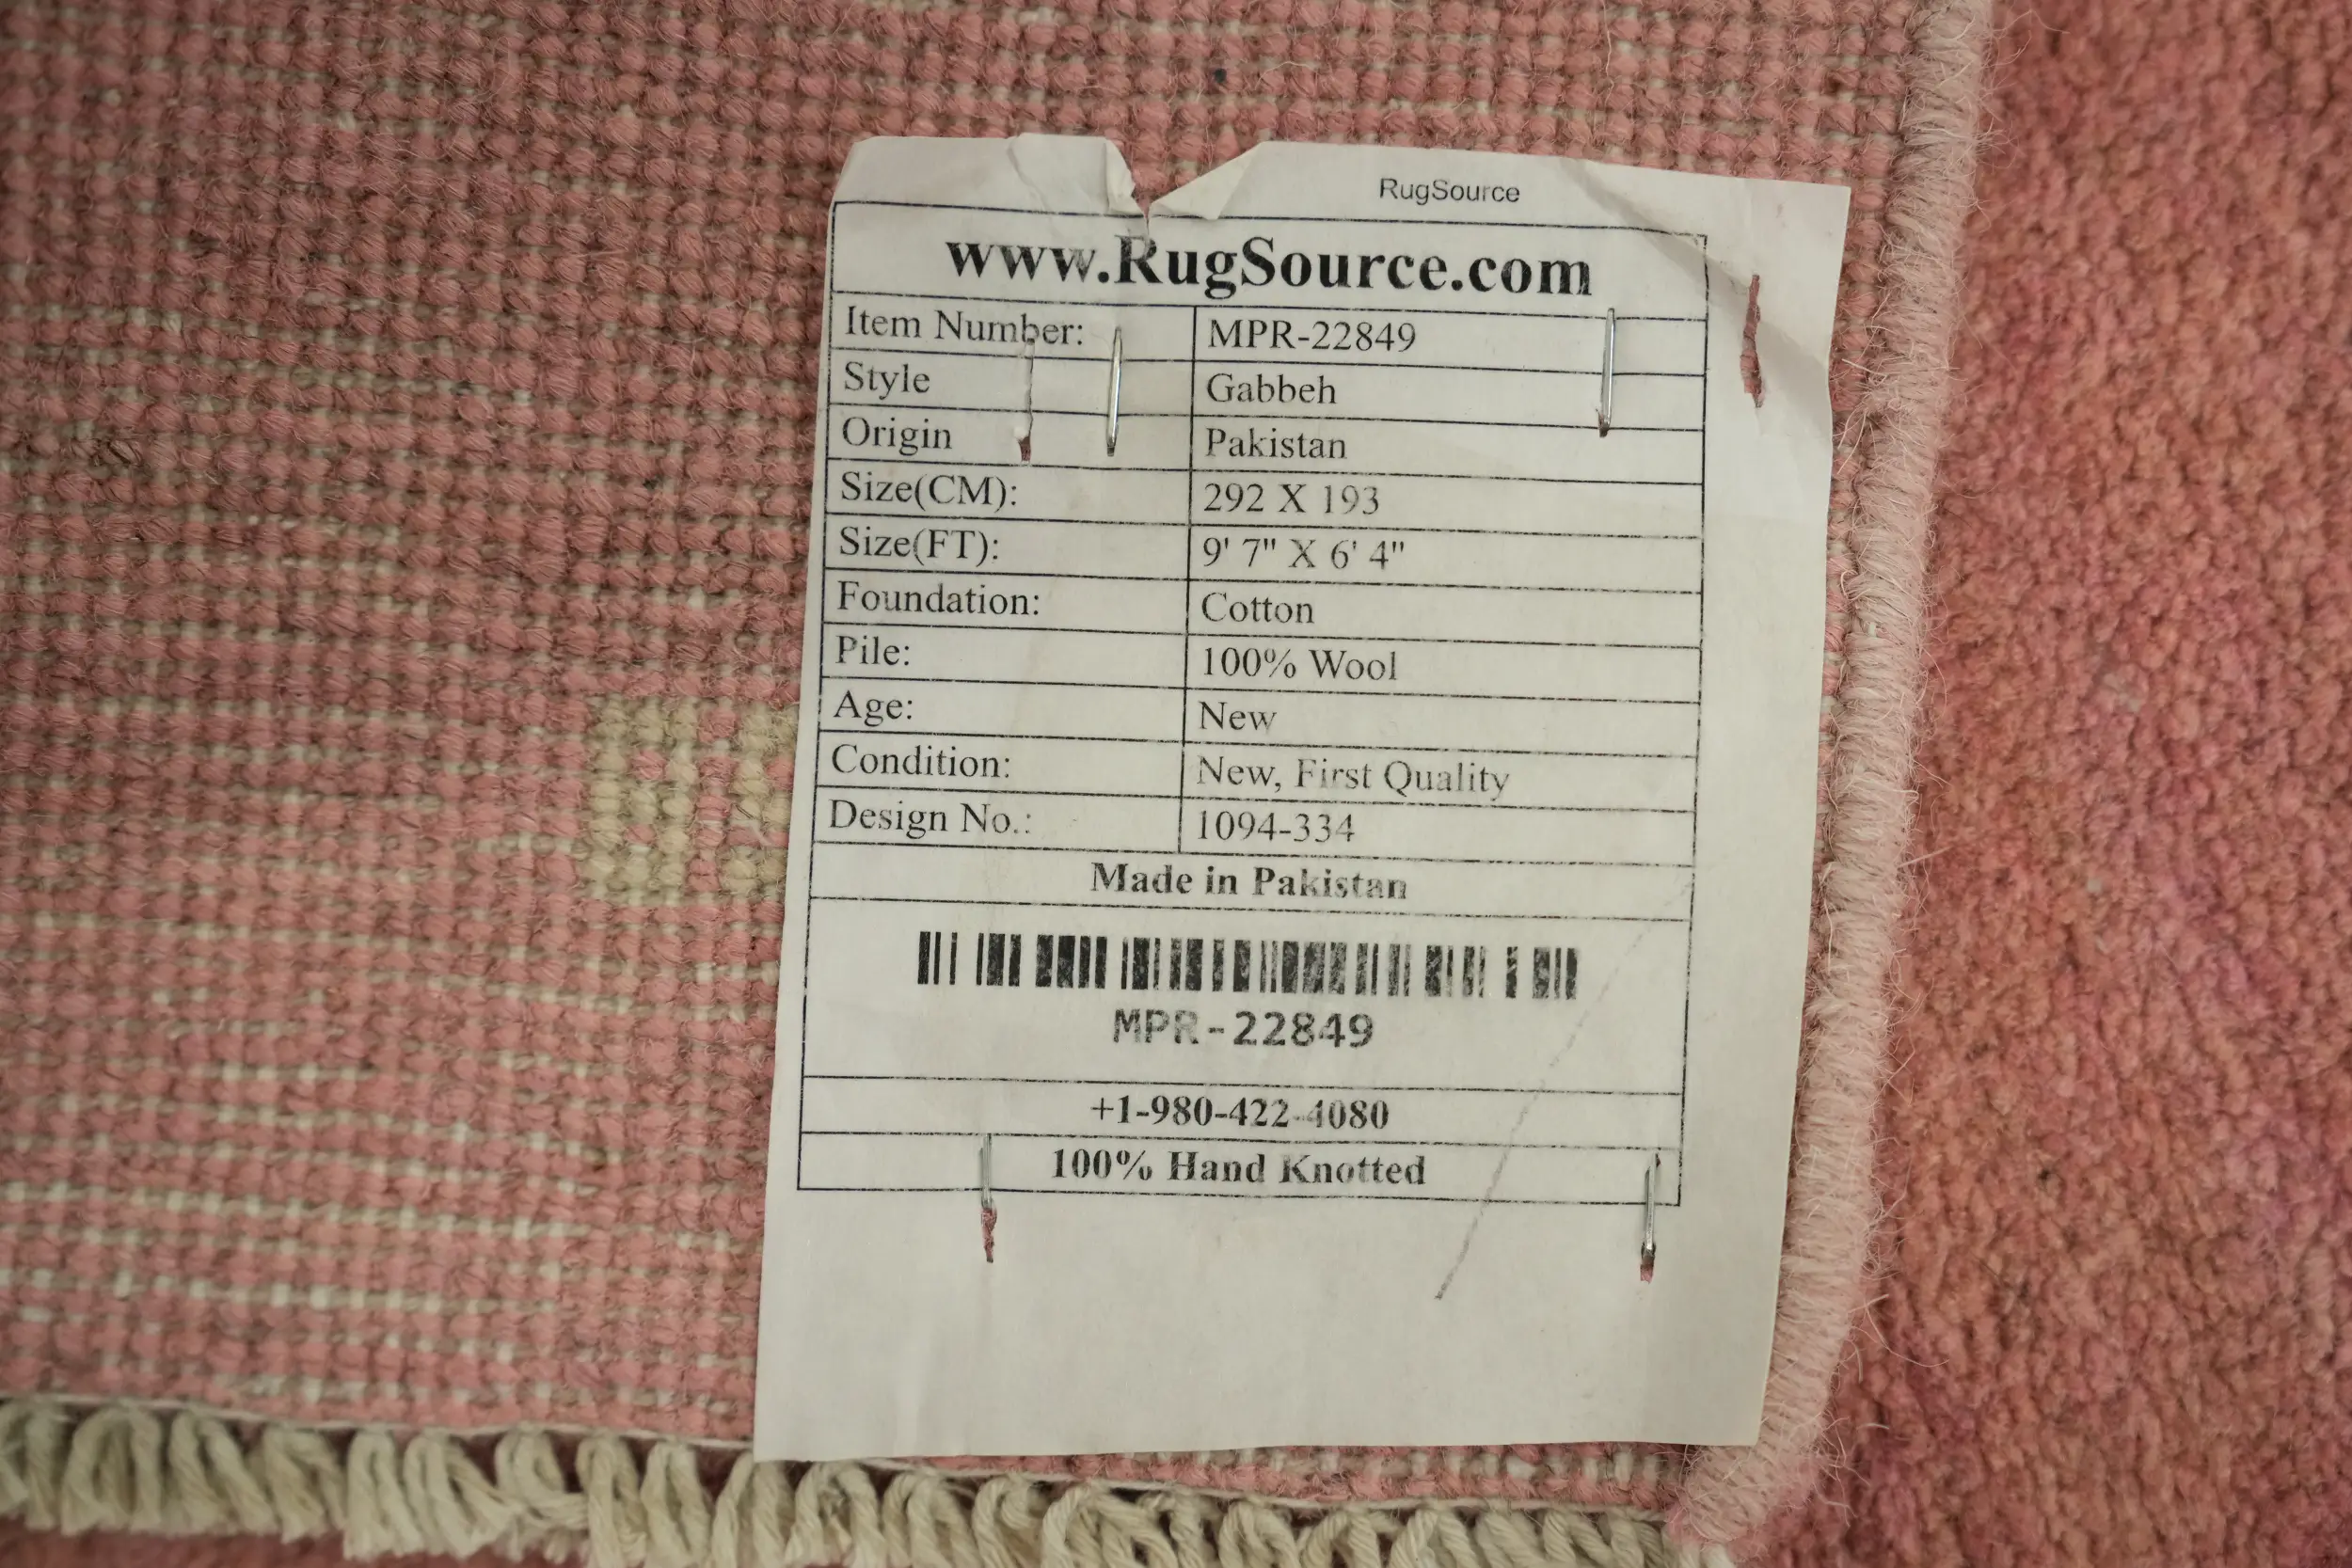 RugSource
www.RugSource.com
Item Number: MPR-22849
Style Gabbeh
Origin Pakistan
Size(CM): 292 X 193
Size(FT): 9' 7" X 6' 4"
Foundation: Cotton
Pile: 100% Wool
Age: New
Condition: New, First Quality
Design No.: 1094-334
Made in Pakistan
MPR-22849
+1-980-422-4080
100% Hand Knotted